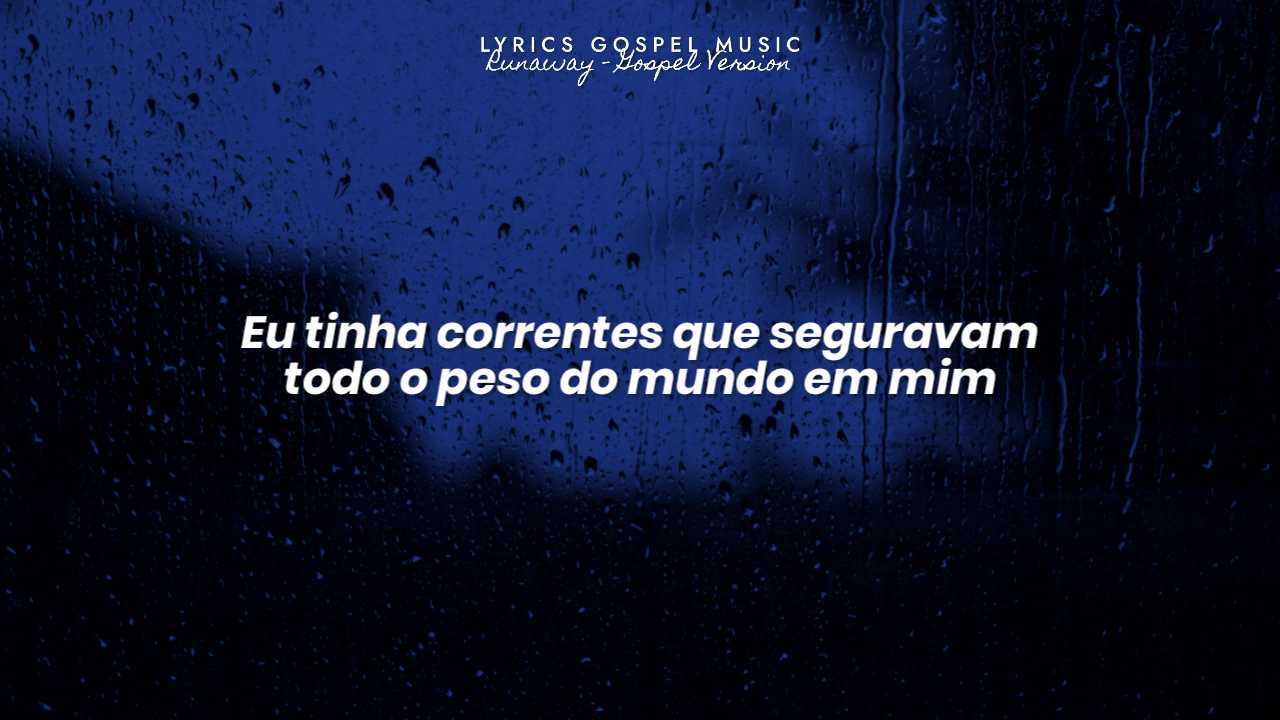 LYRICS GOSPEL MUSIC
Runaway - Gospel Version
Eu tinha correntes que seguravam
todo o peso do mundo em mim